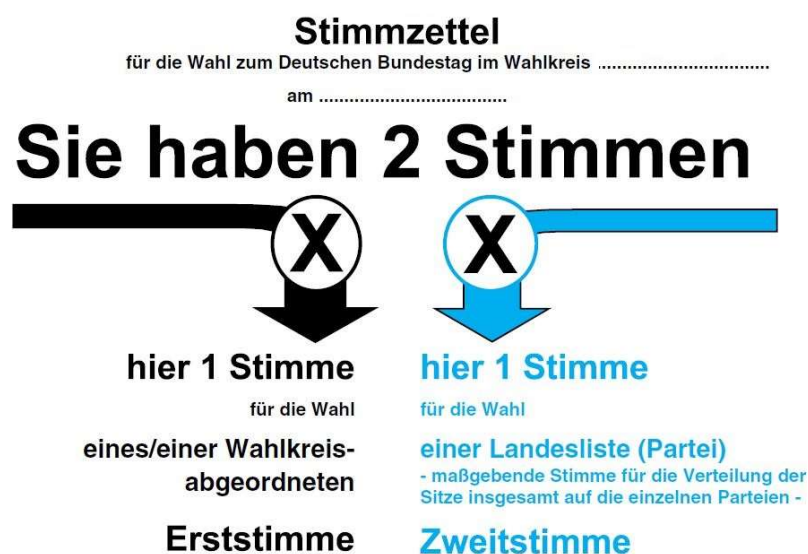 Stimmzettel
für die Wahl zum Deutschen Bundestag im Wahlkreis ..................................
am .....................................
Sie haben 2 Stimmen
X X
hier 1 Stimme
für die Wahl
eines/einer Wahlkreis-
abgeordneten
Erststimme
hier 1 Stimme
für die Wahl
einer Landesliste (Partei)
- maßgebende Stimme für die Verteilung der
Sitze insgesamt auf die einzelnen Parteien -
Zweitstimme